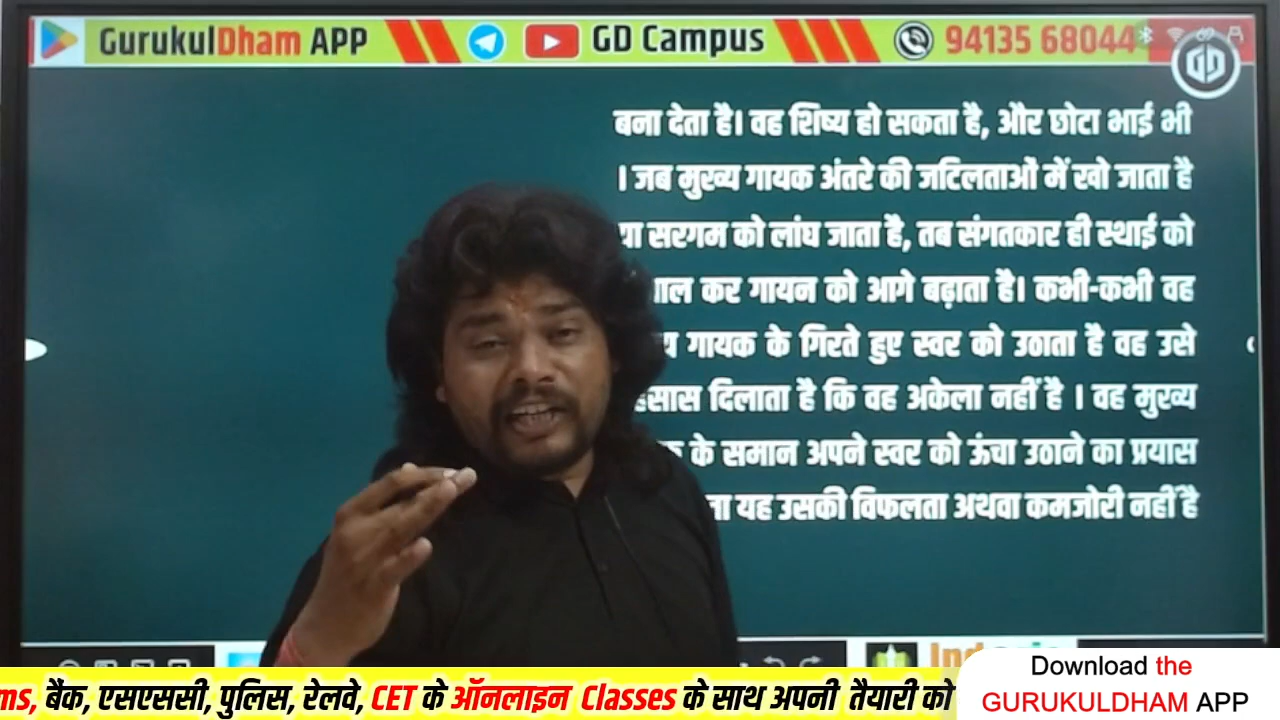 GurukulDham APP GD Campus 94135 68044
बना देता है। वह शिष्य हो सकता है, और छोटा भाई भी
। जब मुख्य गायक अंतरे की जटिलताओं में खो जाता है
या सरगम को लांघ जाता है, तब संगतकार ही स्थाई को
कर गायन को आगे बढ़ाता है। कभी-कभी वह
गायक के गिरते हुए स्वर को उठाता है वह उसे
दिलाता है कि वह अकेला नहीं है । वह मुख्य
के समान अपने स्वर को ऊंचा उठाने का प्रयास
यह उसकी विफलता अथवा कमजोरी नहीं है
बैंक, एसएससी, पुलिस, रेलवे, CET के ऑनलाइन Classes के साथ अपनी तैयारी को
Download the
GURUKULDHAM APP